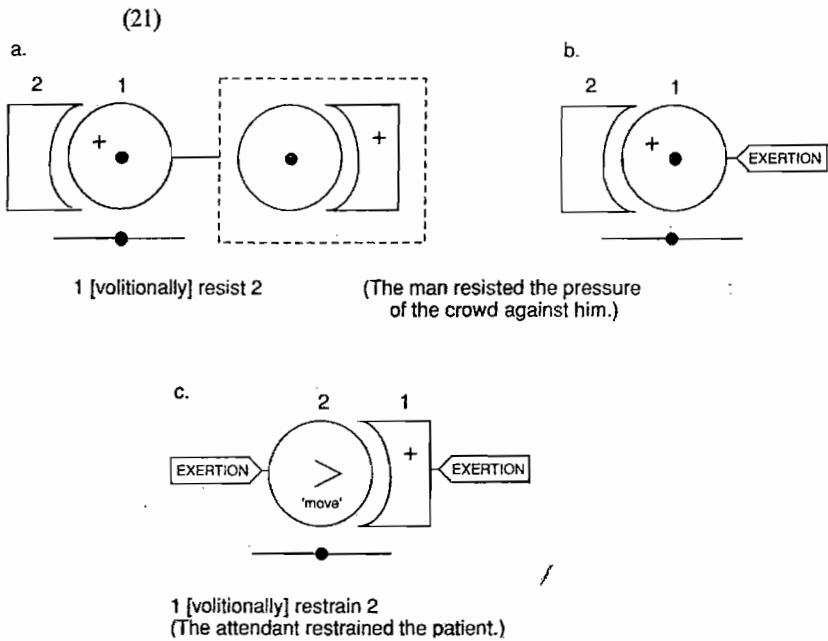 (21)
a.
b.
2 1
+ +
2 1
+ EXERTION
1 [volitionally] resist 2
(The man resisted the pressure
of the crowd against him.)
c.
2 1
EXERTION > + EXERTION
'move'
1 [volitionally] restrain 2
(The attendant restrained the patient.)